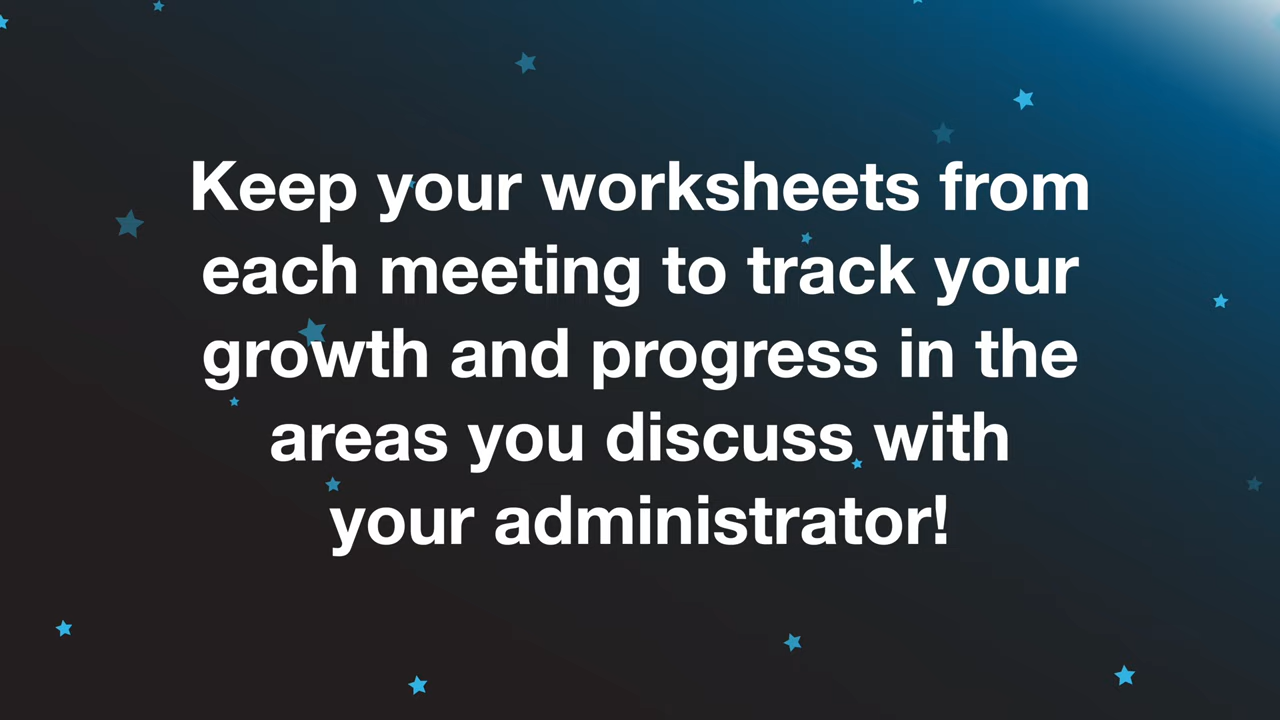 Keep your worksheets from
each meeting to track your
growth and progress in the
areas you discuss with
your administrator!